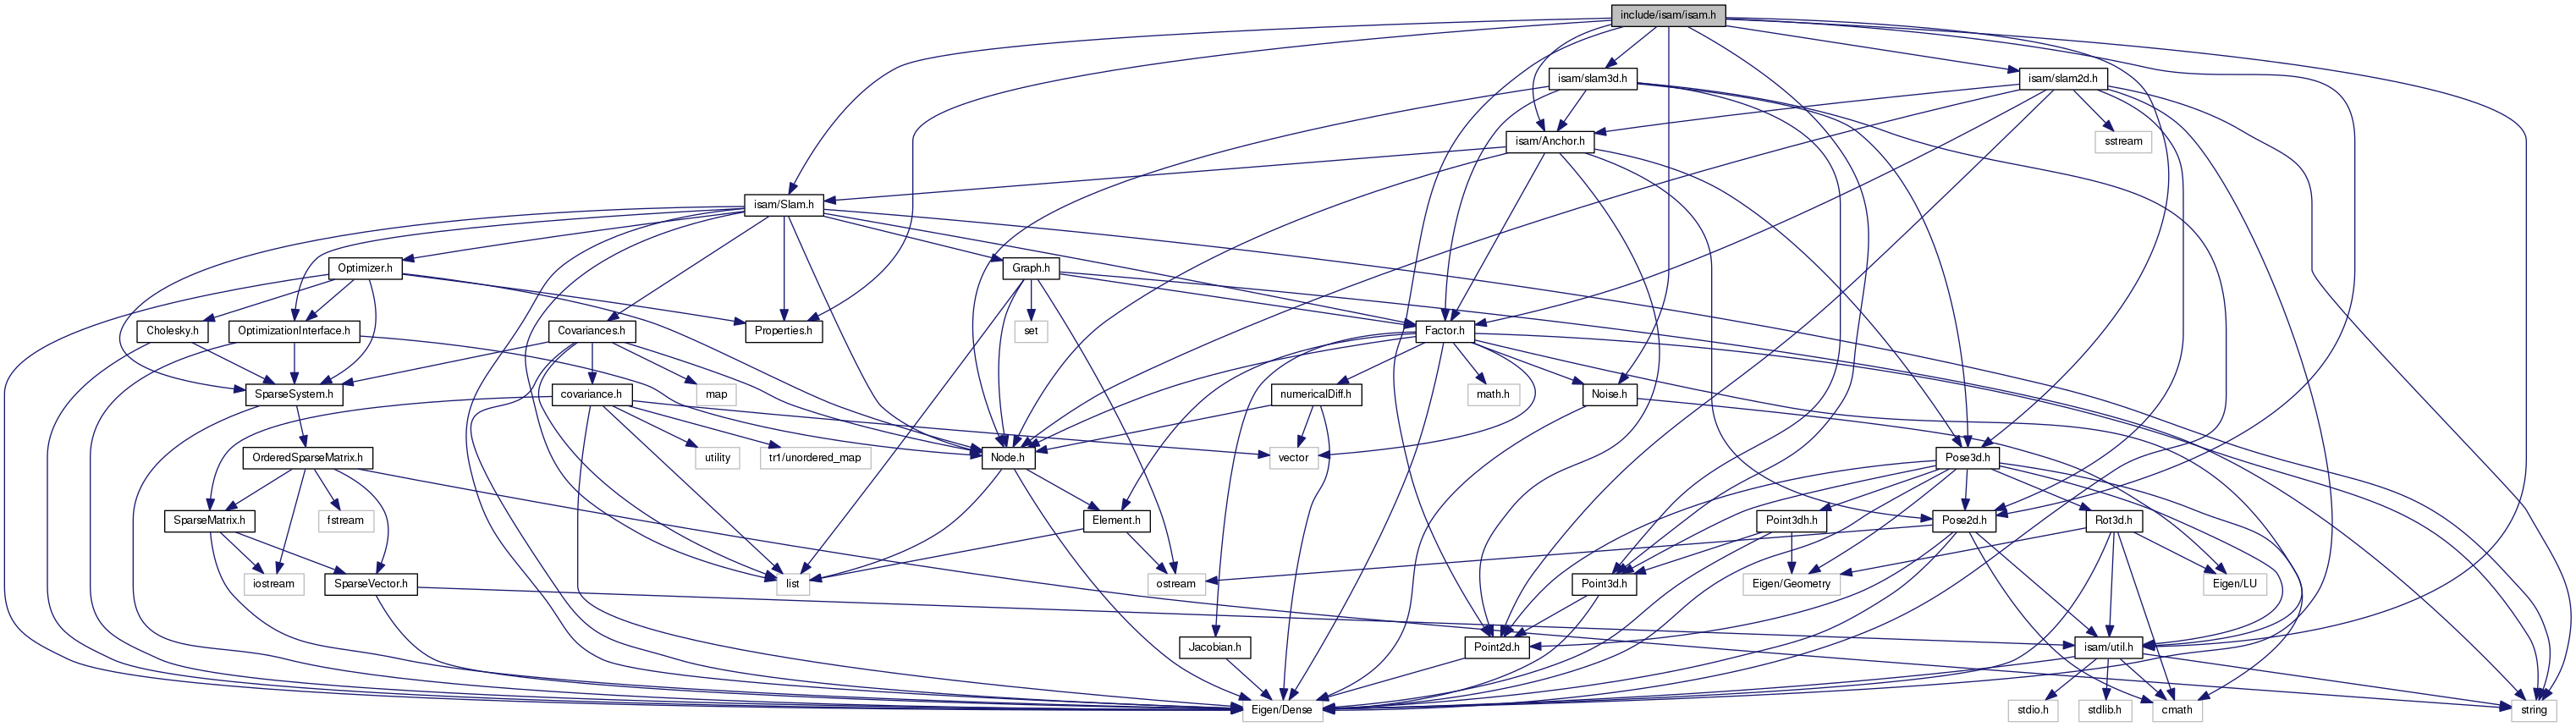 include/isam/isam.h
isam/slam3d.h
isam/slam2d.h
isam/Anchor.h
sstream
isam/Slam.h
Optimizer.h
Graph.h
Cholesky.h
OptimizationInterface.h
Covariances.h
Properties.h
set
Factor.h
SparseSystem.h
covariance.h
map
numericalDiff.h
math.h
Noise.h
OrderedSparseMatrix.h
utility
tr1/unordered_map
Node.h
vector
Pose3d.h
SparseMatrix.h
fstream
Element.h
Point3dh.h
Pose2d.h
Rot3d.h
iostream
SparseVector.h
list
ostream
Point3d.h
Eigen/Geometry
Eigen/LU
Jacobian.h
Point2d.h
isam/util.h
Eigen/Dense
stdio.h
stdlib.h
cmath
string